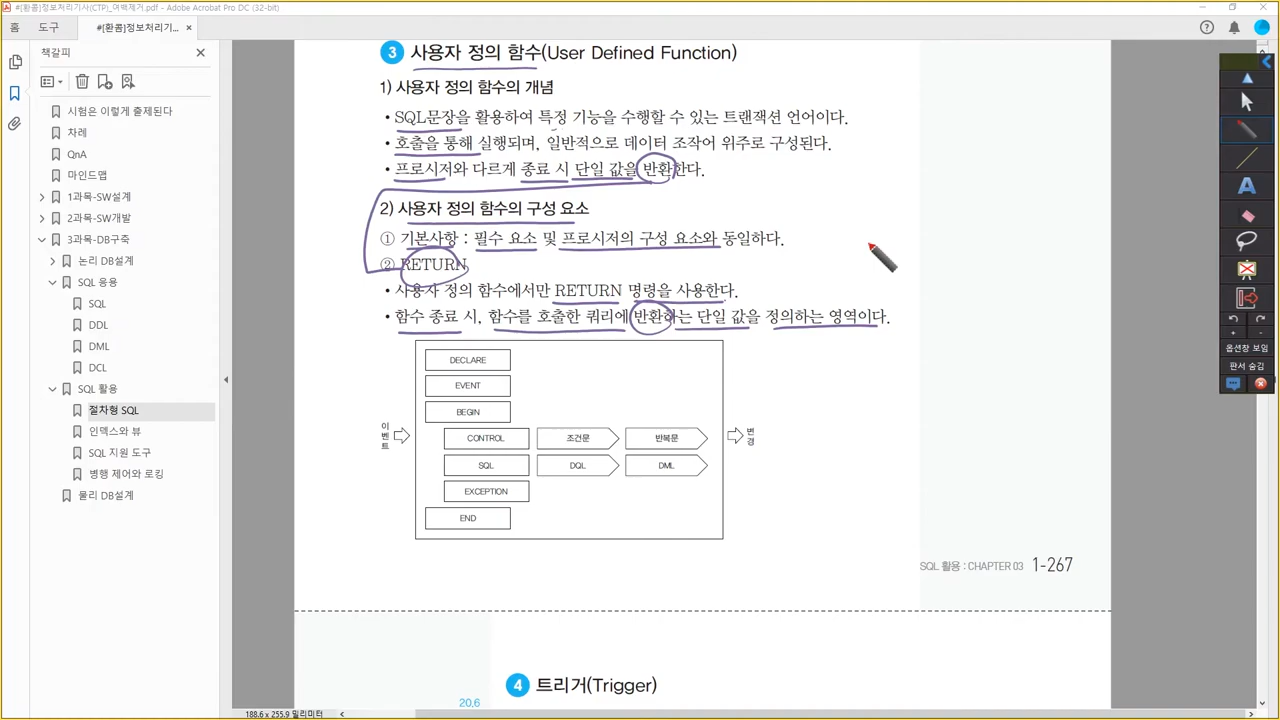 #[환콤]정보처리기사(CTP)_여백제거.pdf - Adobe Acrobat Pro DC (32-bit)
홈 도구 #[환콤]정보처리기... ×
책갈피
시험은 이렇게 출제된다
차례
QnA
마인드맵
1과목-SW설계
2과목-SW개발
3과목-DB구축
논리 DB설계
SQL 응용
SQL
DDL
DML
DCL
SQL 활용
절차형 SQL
인덱스와 뷰
SQL 지원 도구
병행 제어와 로킹
물리 DB설계
3 사용자 정의 함수(User Defined Function)
1) 사용자 정의 함수의 개념
• SQL문장을 활용하여 특정 기능을 수행할 수 있는 트랜잭션 언어이다.
• 호출을 통해 실행되며, 일반적으로 데이터 조작어 위주로 구성된다.
• 프로시저와 다르게 종료 시 단일 값을 반환한다.
2) 사용자 정의 함수의 구성 요소
① 기본사항 : 필수 요소 및 프로시저의 구성 요소와 동일하다.
② RETURN
• 사용자 정의 함수에서만 RETURN 명령을 사용한다.
• 함수 종료 시, 함수를 호출한 쿼리에 반환하는 단일 값을 정의하는 영역이다.
이벤트
DECLARE
EVENT
BEGIN
CONTROL 조건문 반복문
SQL DQL DML
EXCEPTION
END
변경
SQL 활용 : CHAPTER 03 1-267
20,6
4 트리거(Trigger)
188.6 x 255.9 밀리미터
A
옵션창 보임
판서 숨김